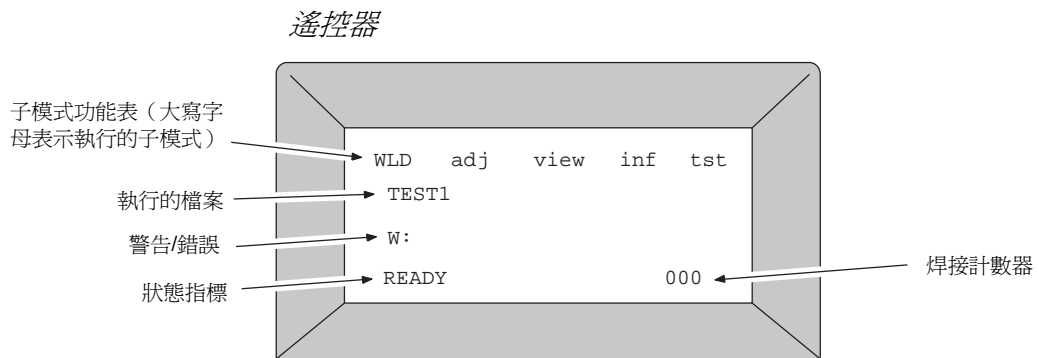 遙控器
子模式功能表（大寫字
母表示執行的子模式）
WLD adj view inf tst
執行的檔案
TEST1
警告/錯誤
W:
狀態指標
READY 000
焊接計數器